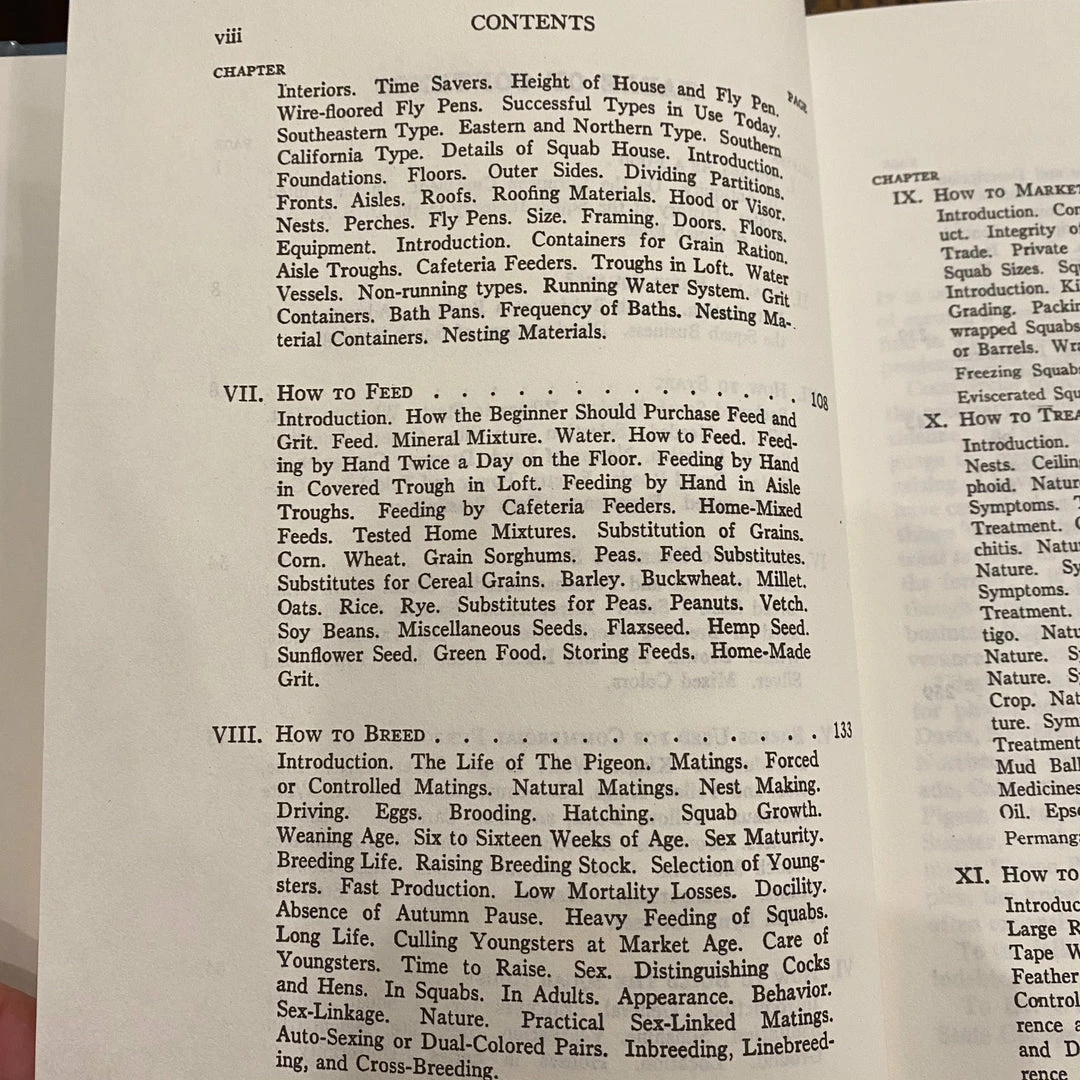 viii
CONTENTS
CHAPTER
PAGE
Interiors. Time Savers. Height of House and Fly Pen.
Wire-floored Fly Pens. Successful Types in Use Today.
Southeastern Type. Eastern and Northern Type. Southern
California Type. Details of Squab House. Introduction.
Foundations. Floors. Outer Sides. Dividing Partitions.
Fronts. Aisles. Roofs. Roofing Materials. Hood or Visor.
Nests. Perches. Fly Pens. Size. Framing. Doors. Floors.
Equipment. Introduction. Containers for Grain Ration.
Aisle Troughs. Cafeteria Feeders. Troughs in Loft. Water
Vessels. Non-running types. Running Water System. Grit
Containers. Bath Pans. Frequency of Baths. Nesting Ma-
terial Containers. Nesting Materials.
VII. HOW TO FEED . . . . . . . . . . . . . 108
Introduction. How the Beginner Should Purchase Feed and
Grit. Feed. Mineral Mixture. Water. How to Feed. Feed-
ing by Hand Twice a Day on the Floor. Feeding by Hand
in Covered Trough in Loft. Feeding by Hand in Aisle
Troughs. Feeding by Cafeteria Feeders. Home-Mixed
Feeds. Tested Home Mixtures. Substitution of Grains.
Corn. Wheat. Grain Sorghums. Peas. Feed Substitutes.
Substitutes for Cereal Grains. Barley. Buckwheat. Millet.
Oats. Rice. Rye. Substitutes for Peas. Peanuts. Vetch.
Soy Beans. Miscellaneous Seeds. Flaxseed. Hemp Seed.
Sunflower Seed. Green Food. Storing Feeds. Home-Made
Grit.
VIII. HOW TO BREED . . . . . . . . . . . . . . 133
Introduction. The Life of The Pigeon. Matings. Forced
or Controlled Matings. Natural Matings. Nest Making.
Driving. Eggs. Brooding. Hatching. Squab Growth.
Weaning Age. Six to Sixteen Weeks of Age. Sex Maturity.
Breeding Life. Raising Breeding Stock. Selection of Young-
sters. Fast Production. Low Mortality Losses. Docility.
Absence of Autumn Pause. Heavy Feeding of Squabs.
Long Life. Culling Youngsters at Market Age. Care of
Youngsters. Time to Raise. Sex. Distinguishing Cocks
and Hens. In Squabs. In Adults. Appearance. Behavior.
Sex-Linkage. Nature. Practical Sex-Linked Matings.
Auto-Sexing or Dual-Colored Pairs. Inbreeding, Linebreed-
ing, and Cross-Breeding.
CHAPTER
IX. HOW TO MARKET
Introduction.
uct. Integrity
Trade. Private
Squab Sizes.
Introduction.
Grading.
wrapped Squabs
or Barrels.
Freezing
Eviscerated
X. HOW TO
Introduction.
Nests.
phoid.
Symptoms.
Treatment.
chitis.
Nature.
Symptoms.
Treatment.
tigo.
Nature.
Nature.
Crop.
ture.
Treatment
Mud
Medicines
Oil.
XI. HOW TO
Large
Tape
Feather
rence
and
rence